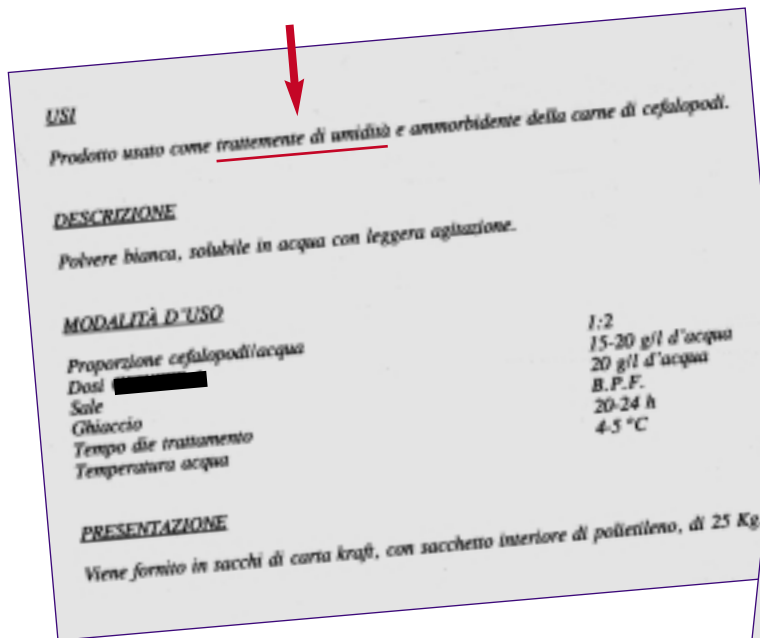 USI
Prodotto usato come trattemente di umidità e ammorbidente della carne di cefalopodi.
DESCRIZIONE
Polvere bianca, solubile in acqua con leggera agitazione.
MODALITÀ D'USO
Proporzione cefalopodi/acqua 1:2
Dosi 15-20 g/l d'acqua
Sale 20 g/l d'acqua
Ghiaccio B.P.F.
Tempo die trattamento 20-24 h
Temperatura acqua 4-5 °C
PRESENTAZIONE
Viene fornito in sacchi di carta kraft, con sacchetto interiore di polietileno, di 25 Kg